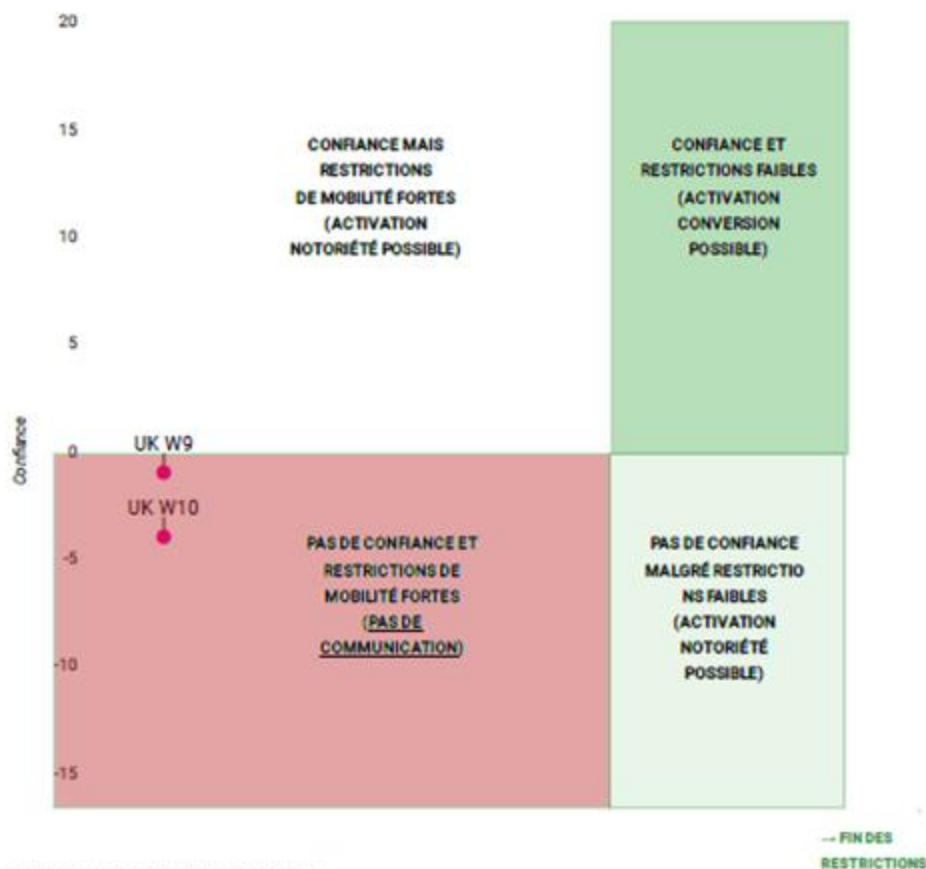 20
15
CONFIANCE MAIS
RESTRICTIONS
DE MOBILITÉ FORTES
(ACTIVATION
NOTORIÉTÉ POSSIBLE)
CONFIANCE ET
RESTRICTIONS FAIBLES
(ACTIVATION
CONVERSION
POSSIBLE)
10
5
Confiance
0
UK W9
UK W10
-5
PAS DE CONFIANCE ET
RESTRICTIONS DE
MOBILITÉ FORTES
(PAS DE
COMMUNICATION)
PAS DE CONFIANCE
MALGRÉ RESTRICTIO
NS FAIBLES
(ACTIVATION
NOTORIÉTÉ
POSSIBLE)
-10
-15
→ FIN DES
RESTRICTIONS